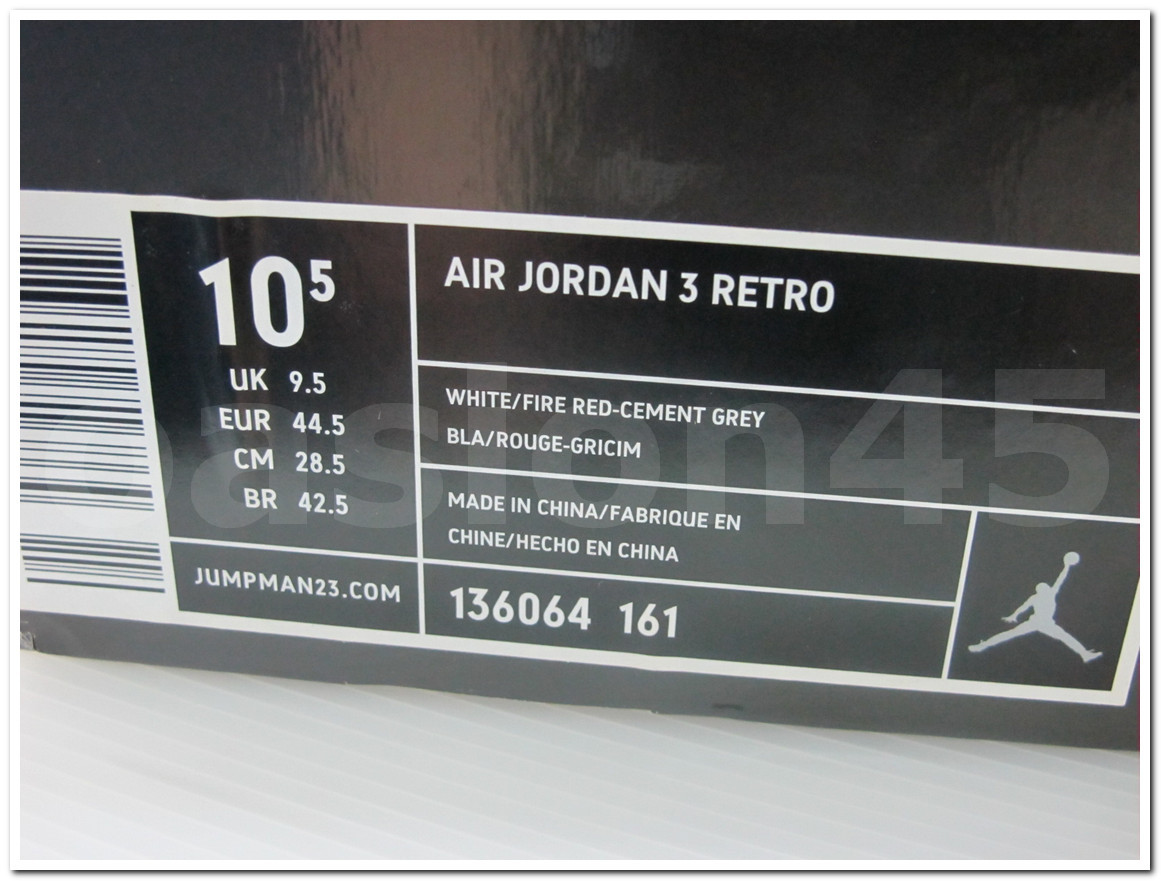 10⁵
UK 9.5
EUR 44.5
CM 28.5
BR 42.5
JUMPMAN23.COM
AIR JORDAN 3 RETRO
WHITE/FIRE RED-CEMENT GREY
BLA/ROUGE-GRICIM
MADE IN CHINA/FABRIQUE EN
CHINE/HECHO EN CHINA
136064 161
oasion45